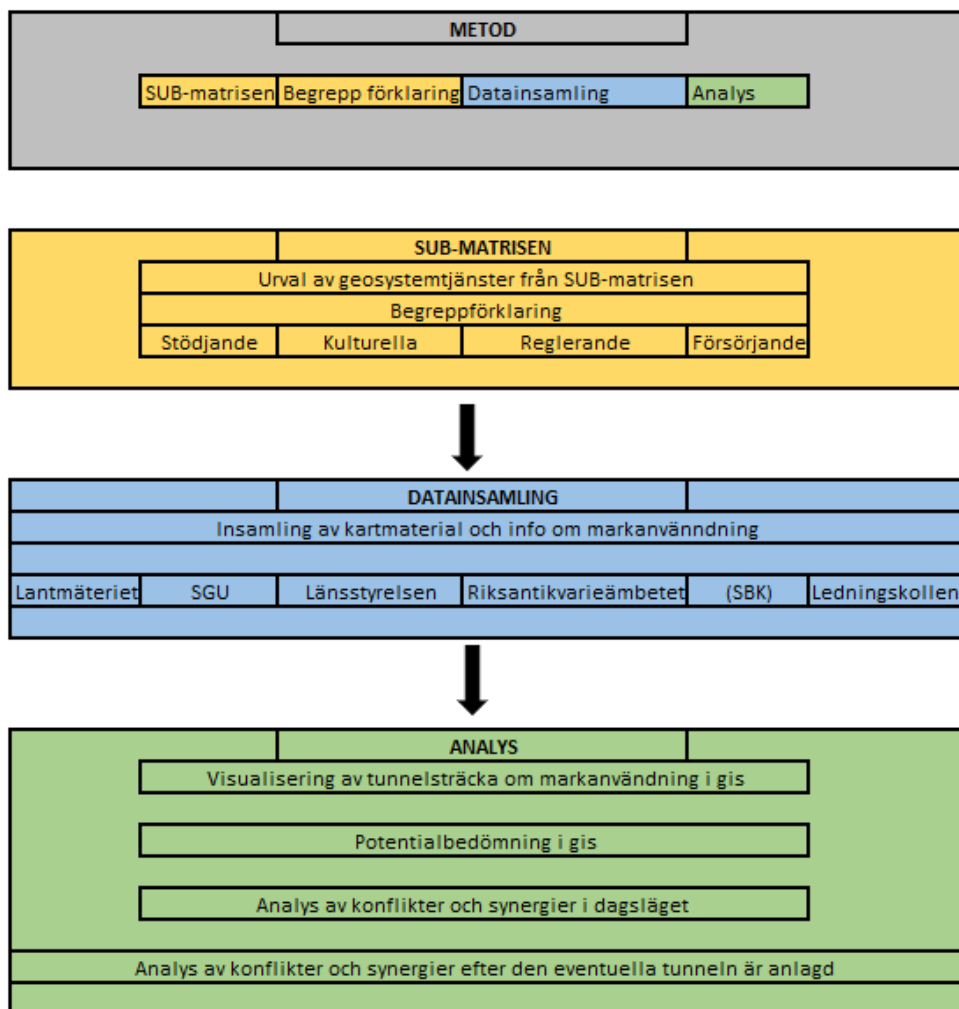 METOD
SUB-matrisen Begrepp förklaring Datainsamling Analys
SUB-MATRISEN
Urval av geosystemtjänster från SUB-matrisen
Begreppförklaring
Stödjande Kulturella Reglerande Försörjande
DATAINSAMLING
Insamling av kartmaterial och info om markanvänndning
Lantmäteriet SGU Länsstyrelsen Riksantikvarieämbetet (SBK) Ledningskollen
ANALYS
Visualisering av tunnelsträcka om markanvändning i gis
Potentialbedömning i gis
Analys av konflikter och synergier i dagsläget
Analys av konflikter och synergier efter den eventuella tunneln är anlagd